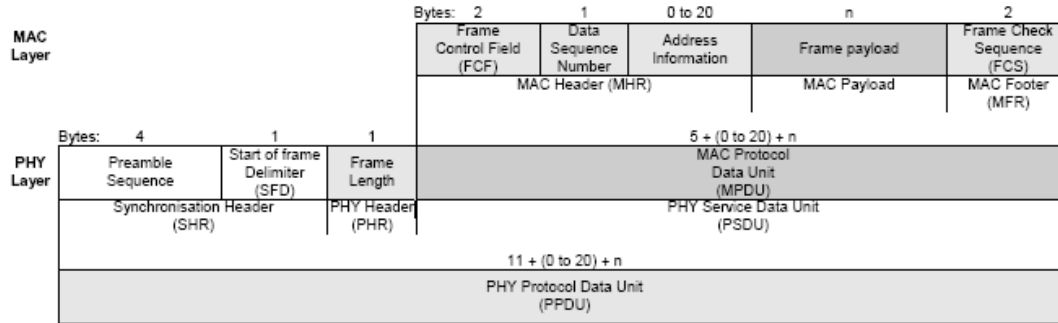 Bytes: 2 1 0 to 20 n 2
MAC Layer
Frame Control Field (FCF)
Data Sequence Number
Address Information
Frame payload
Frame Check Sequence (FCS)
MAC Header (MHR)
MAC Payload
MAC Footer (MFR)
Bytes: 4 1 1 5 + (0 to 20) + n
PHY Layer
Preamble Sequence
Start of frame Delimiter (SFD)
Frame Length
MAC Protocol Data Unit (MPDU)
Synchronisation Header (SHR)
PHY Header (PHR)
PHY Service Data Unit (PSDU)
11 + (0 to 20) + n
PHY Protocol Data Unit (PPDU)